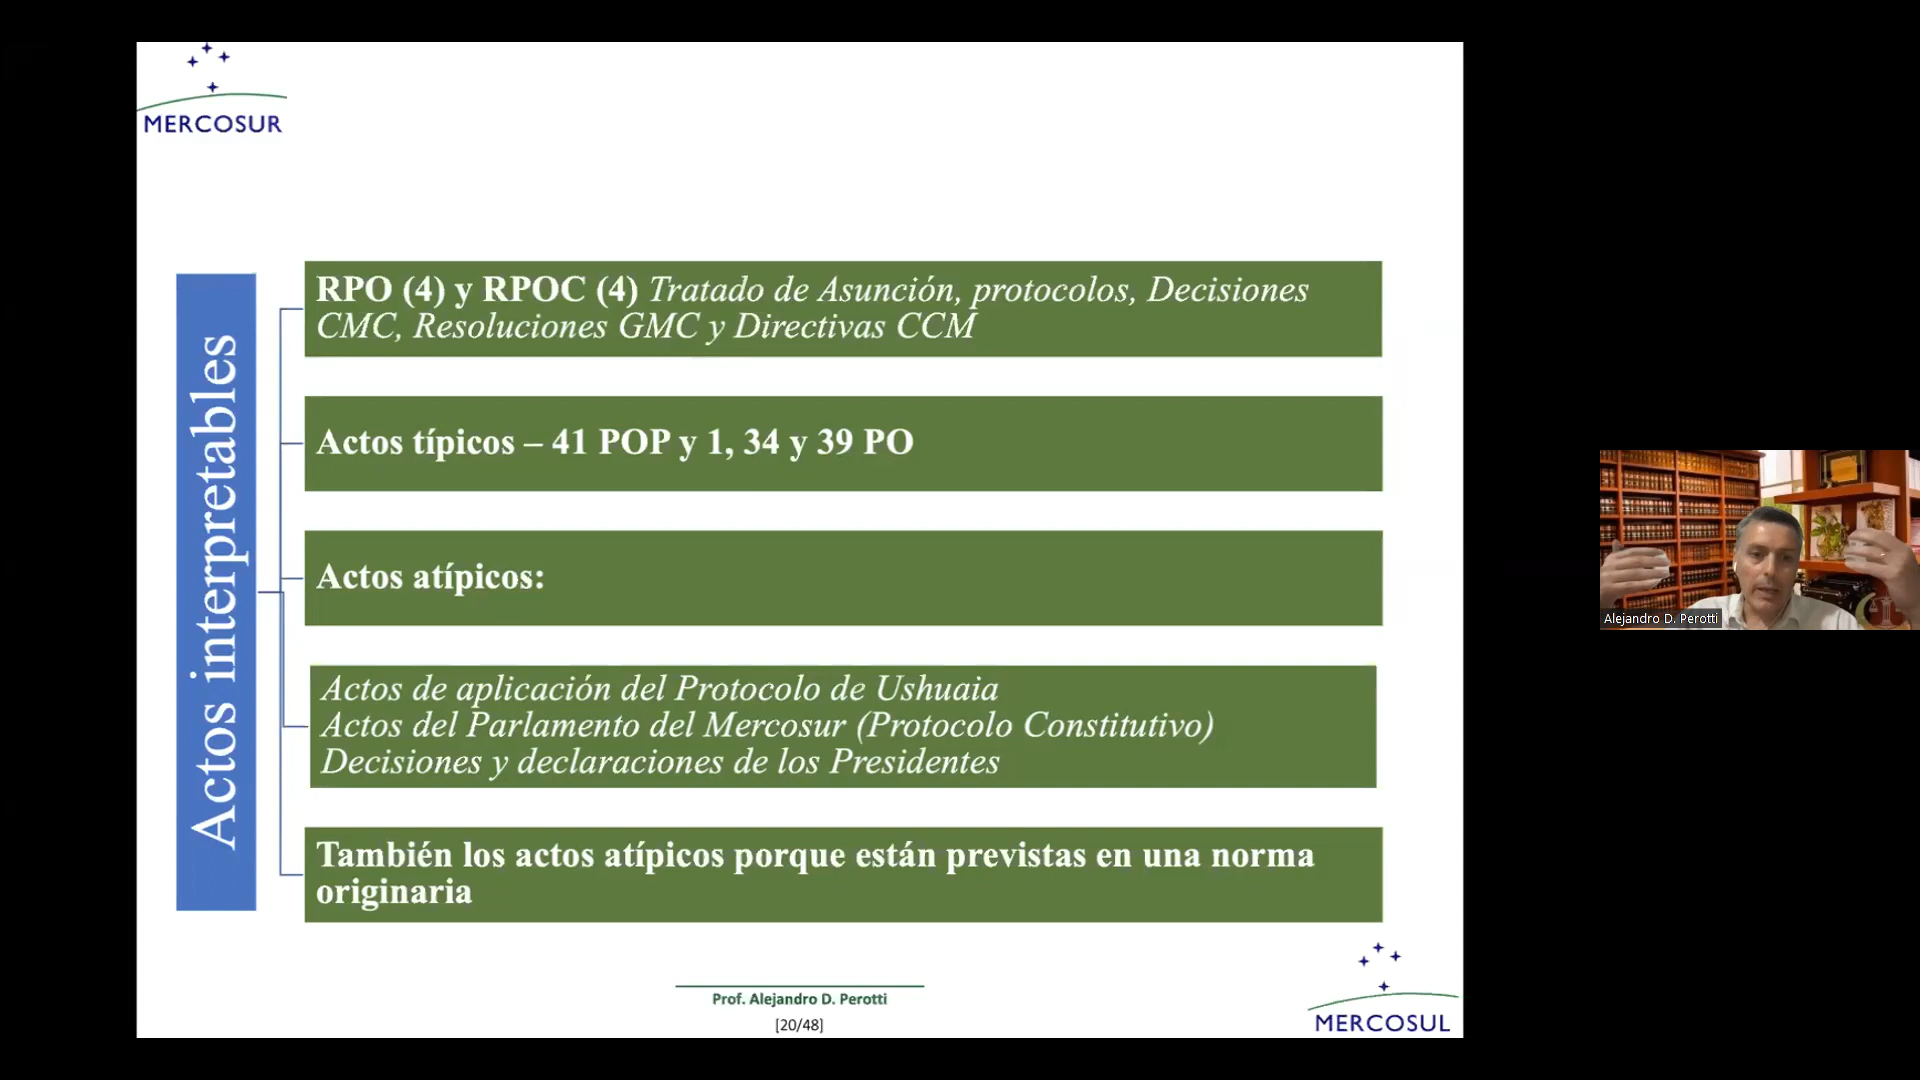 MERCOSUR
Actos interpretables
RPO (4) y RPOC (4) Tratado de Asunción, protocolos, Decisiones
CMC, Resoluciones GMC y Directivas CCM
Actos típicos – 41 POP y 1, 34 y 39 PO
Actos atípicos:
Actos de aplicación del Protocolo de Ushuaia
Actos del Parlamento del Mercosur (Protocolo Constitutivo)
Decisiones y declaraciones de los Presidentes
También los actos atípicos porque están previstas en una norma
originaria
Prof. Alejandro D. Perotti
[20/48]
MERCOSUL
Alejandro D. Perotti